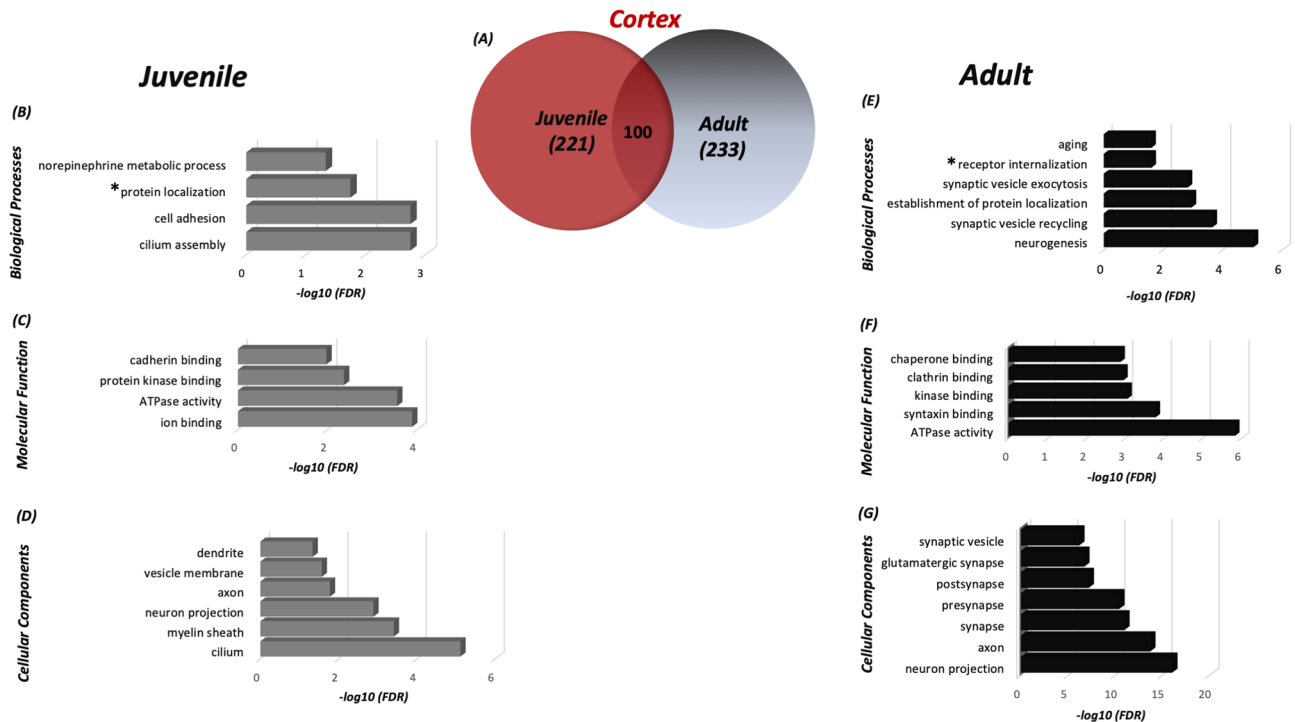 Cortex
(A)
Juvenile
(221)
100
Adult
(233)
Juvenile
(B)
Biological Processes
norepinephrine metabolic process
*protein localization
cell adhesion
cilium assembly
0 1 2 3
-log10 (FDR)
(C)
Molecular Function
cadherin binding
protein kinase binding
ATPase activity
ion binding
0 2 4
-log10 (FDR)
(D)
Cellular Components
dendrite
vesicle membrane
axon
neuron projection
myelin sheath
cilium
0 2 4 6
-log10 (FDR)
Adult
(E)
Biological Processes
aging
*receptor internalization
synaptic vesicle exocytosis
establishment of protein localization
synaptic vesicle recycling
neurogenesis
0 2 4 6
-log10 (FDR)
(F)
Molecular Function
chaperone binding
clathrin binding
kinase binding
syntaxin binding
ATPase activity
0 1 2 3 4 5 6
-log10 (FDR)
(G)
Cellular Components
synaptic vesicle
glutamatergic synapse
postsynapse
presynapse
synapse
axon
neuron projection
0 5 10 15 20
-log10 (FDR)